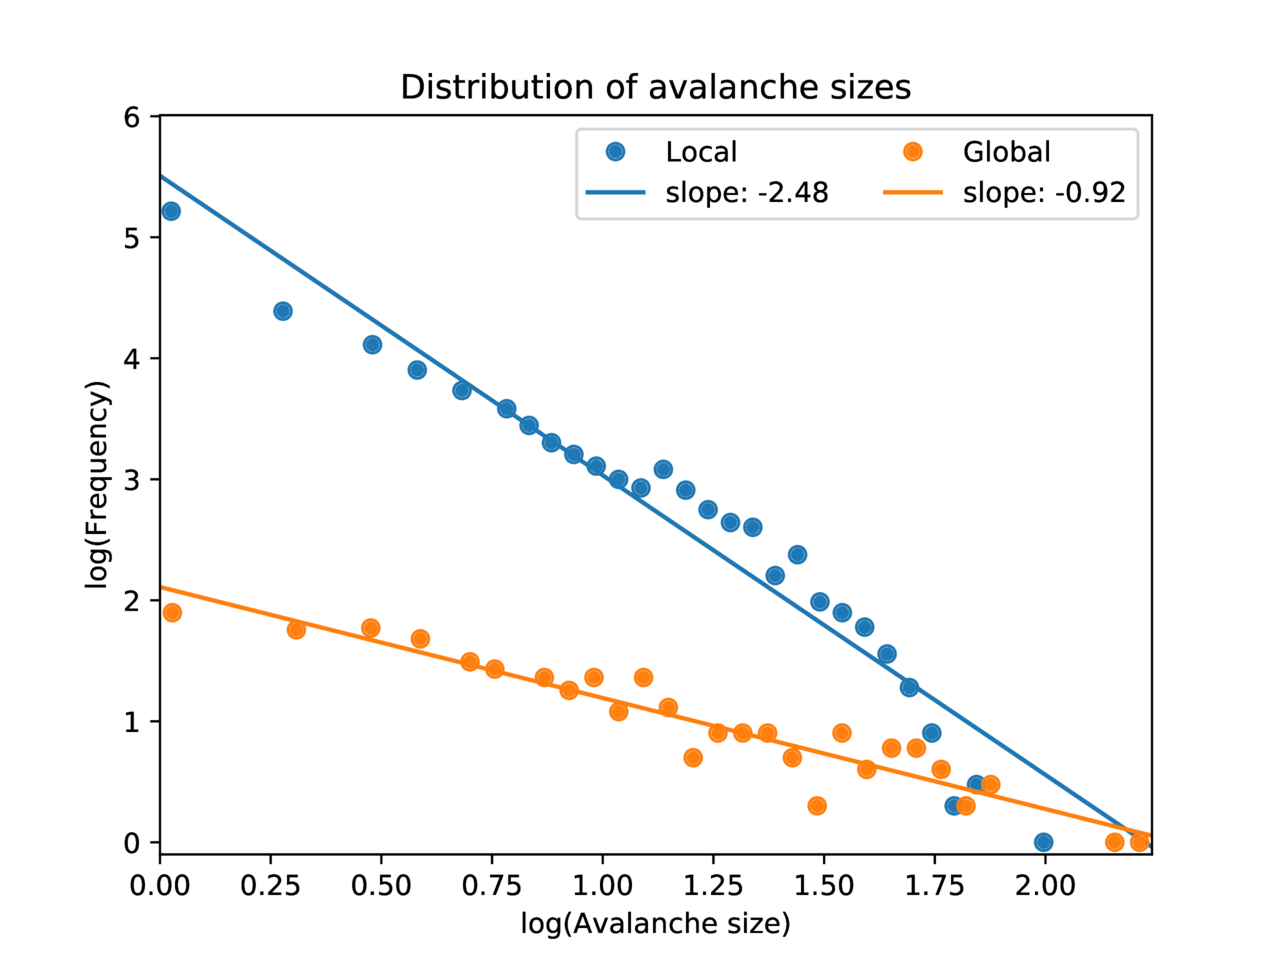 Distribution of avalanche sizes
Local Global
slope: -2.48 slope: -0.92
log(Frequency)
6
5
4
3
2
1
0
0.00 0.25 0.50 0.75 1.00 1.25 1.50 1.75 2.00
log(Avalanche size)